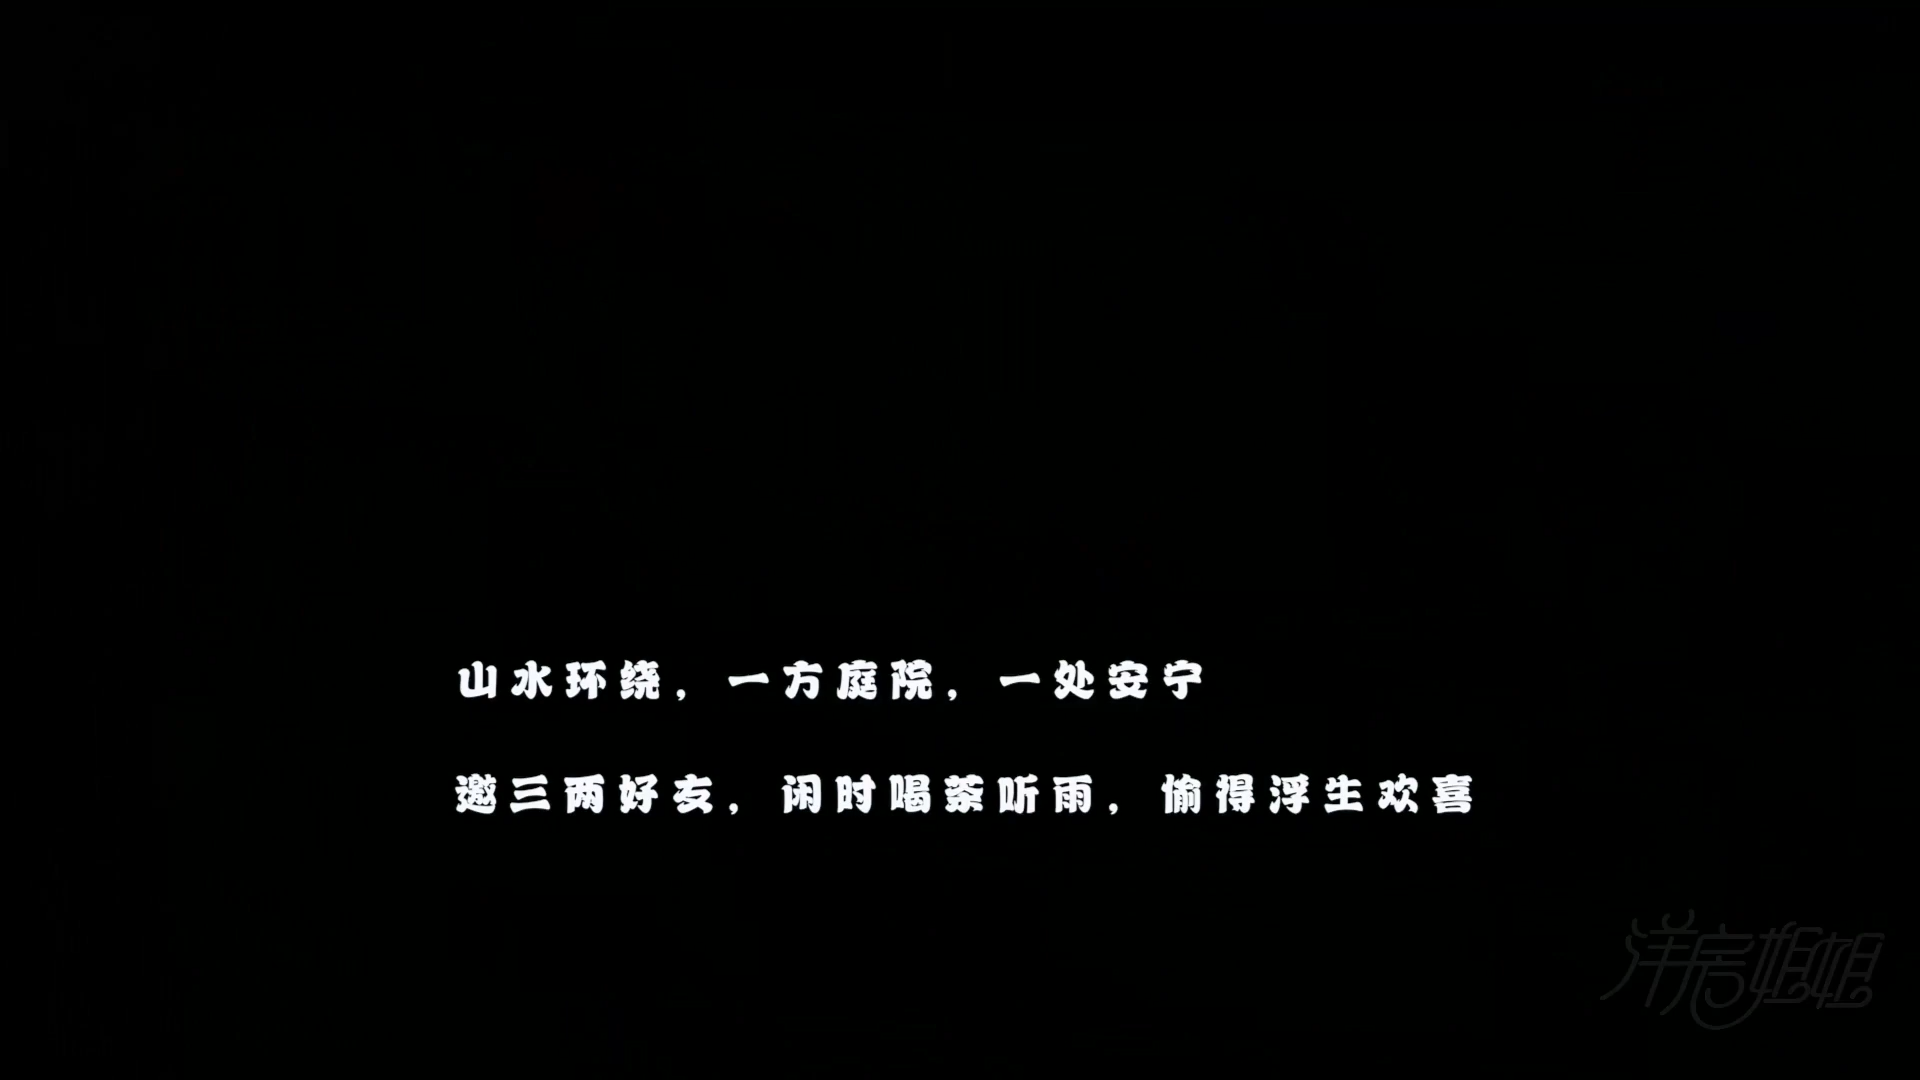 山水环绕，一方庭院，一处安宁
邀三两好友，闲时喝茶听雨，愉得浮生欢喜
洋房姐姐